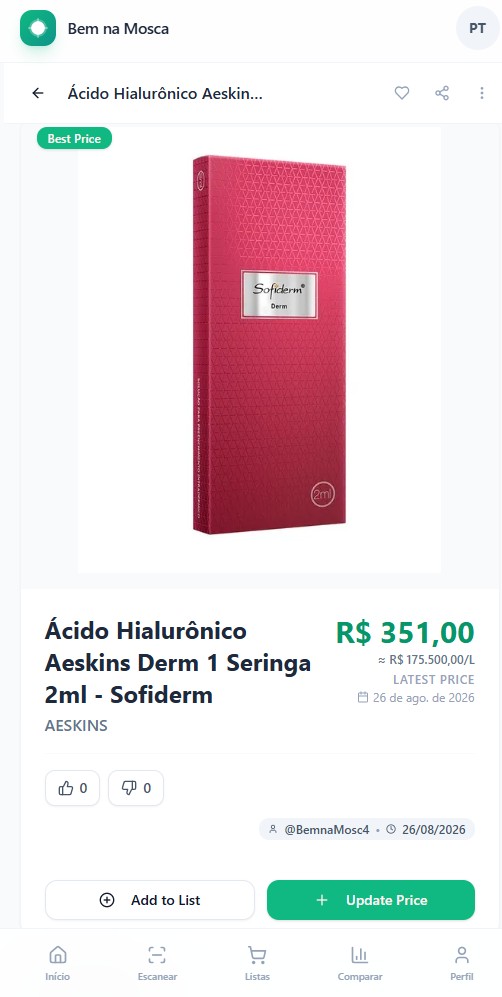 Bem na Mosca
PT
Ácido Hialurônico Aeskin...
Best Price
Sofiderm®
Derm
2ml
Ácido Hialurônico
Aeskins Derm 1 Seringa
2ml - Sofiderm
AESKINS
R$ 351,00
≈ R$ 175.500,00/L
LATEST PRICE
26 de ago. de 2026
0
0
@BemnaMosc4 • 26/08/2026
Add to List
Update Price
Início
Escanear
Listas
Comparar
Perfil